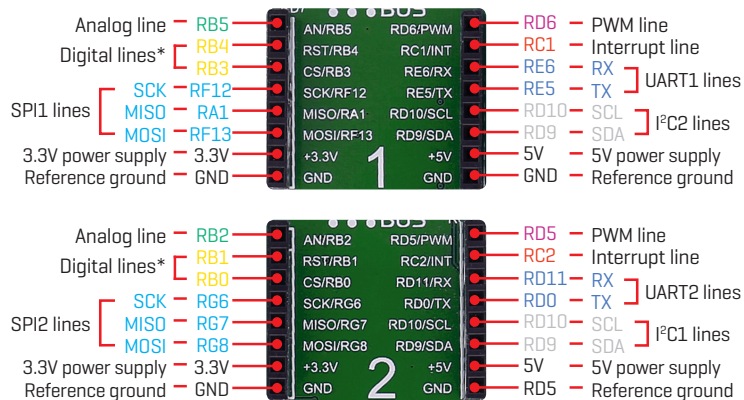 BUS
Analog line RB5 AN/RB5 RD6/PWM RD6 PWM line
Digital lines* RB4 RST/RB4 RC1/INT RC1 Interrupt line
RB3 CS/RB3 RE6/RX RE6 RX UART1 lines
SPI1 lines SCK RF12 SCK/RF12 RE5/TX RE5 TX
MISO RA1 MISO/RA1 RD10/SCL RD10 SCL I²C2 lines
MOSI RF13 MOSI/RF13 RD9/SDA RD9 SDA
3.3V power supply 3.3V +3.3V 1 +5V 5V 5V power supply
Reference ground GND GND GND GND Reference ground
BUS
Analog line RB2 AN/RB2 RD5/PWM RD5 PWM line
Digital lines* RB1 RST/RB1 RC2/INT RC2 Interrupt line
RB0 CS/RB0 RD11/RX RD11 RX UART2 lines
SPI2 lines SCK RG6 SCK/RG6 RD0/TX RD0 TX
MISO RG7 MISO/RG7 RD10/SCL RD10 SCL I²C1 lines
MOSI RG8 MOSI/RG8 RD9/SDA RD9 SDA
3.3V power supply 3.3V +3.3V 2 +5V 5V 5V power supply
Reference ground GND GND GND RD5 Reference ground